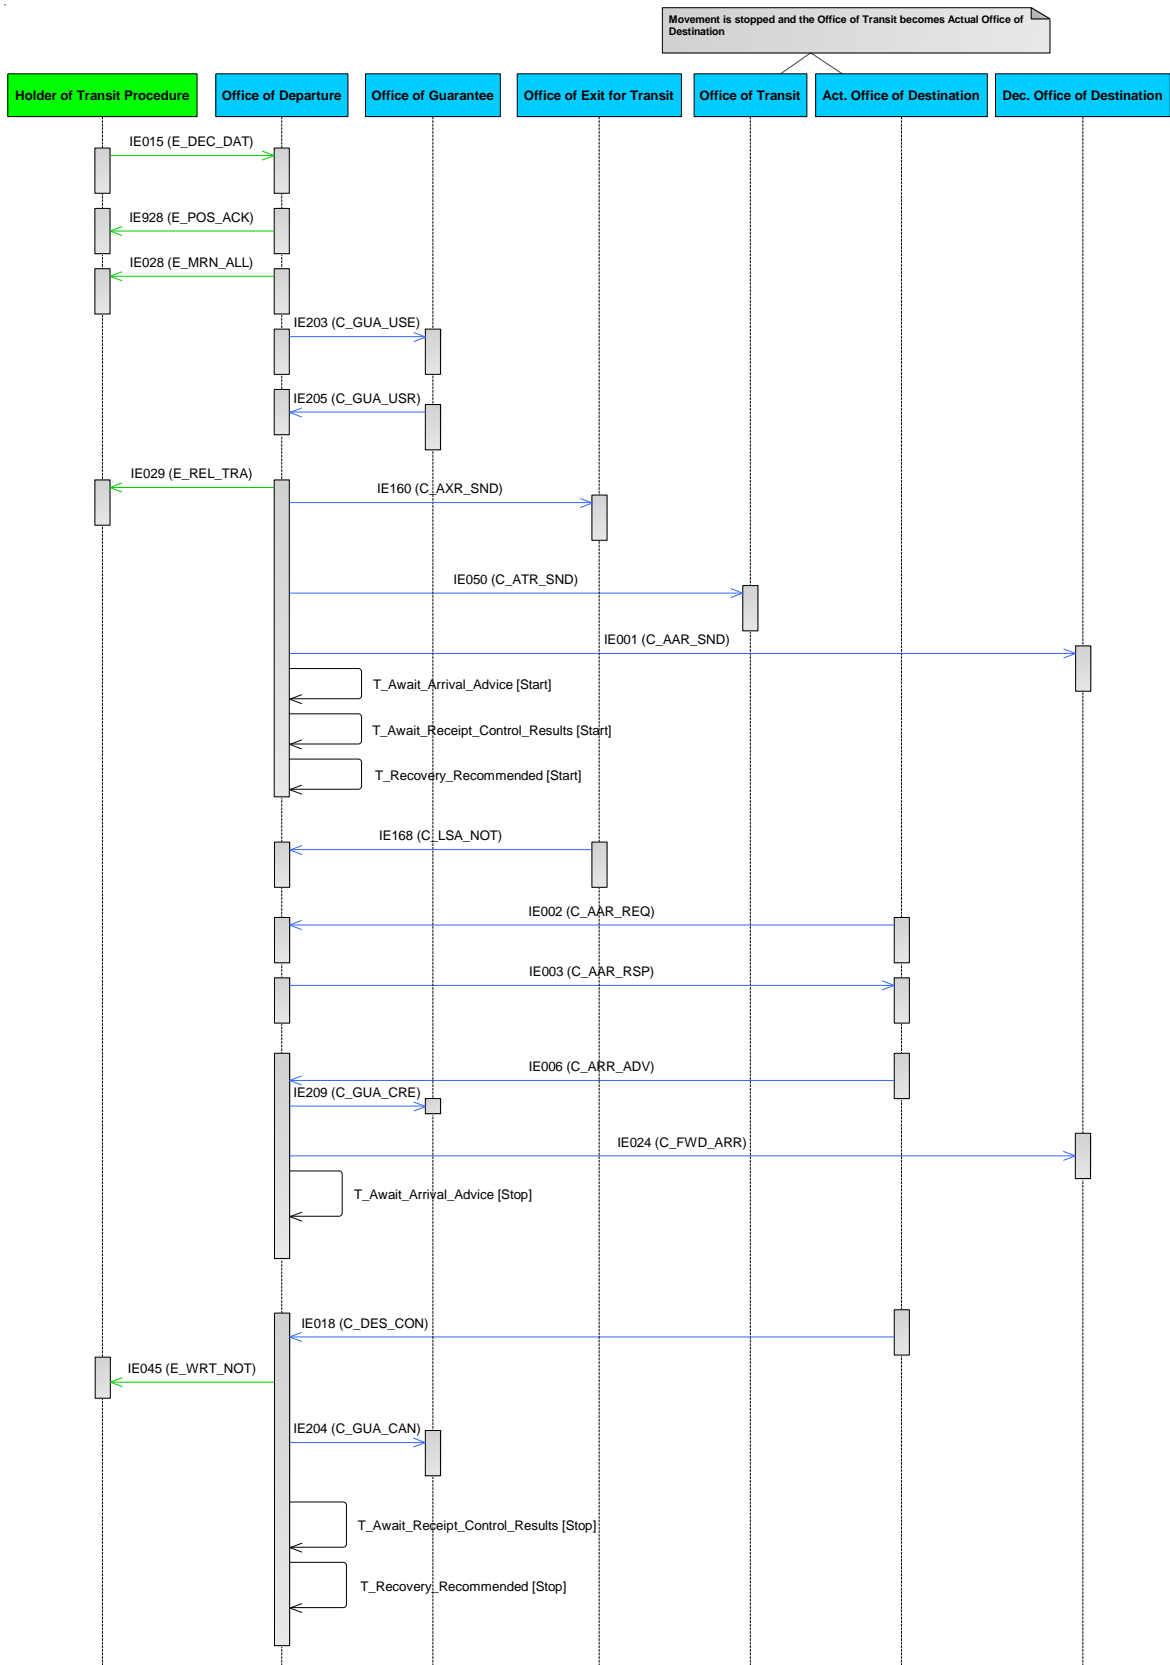 Movement is stopped and the Office of Transit becomes Actual Office of
Destination
Holder of Transit Procedure
Office of Departure
Office of Guarantee
Office of Exit for Transit
Office of Transit
Act. Office of Destination
Dec. Office of Destination
IE015 (E_DEC_DAT)
IE928 (E_POS_ACK)
IE028 (E_MRN_ALL)
IE203 (C_GUA_USE)
IE205 (C_GUA_USR)
IE029 (E_REL_TRA)
IE160 (C_AXR_SND)
IE050 (C_ATR_SND)
IE001 (C_AAR_SND)
T_Await_Arrival_Advice [Start]
T_Await_Receipt_Control_Results [Start]
T_Recovery_Recommended [Start]
IE168 (C_LSA_NOT)
IE002 (C_AAR_REQ)
IE003 (C_AAR_RSP)
IE006 (C_ARR_ADV)
IE209 (C_GUA_CRE)
IE024 (C_FWD_ARR)
T_Await_Arrival_Advice [Stop]
IE018 (C_DES_CON)
IE045 (E_WRT_NOT)
IE204 (C_GUA_CAN)
T_Await_Receipt_Control_Results [Stop]
T_Recovery_Recommended [Stop]